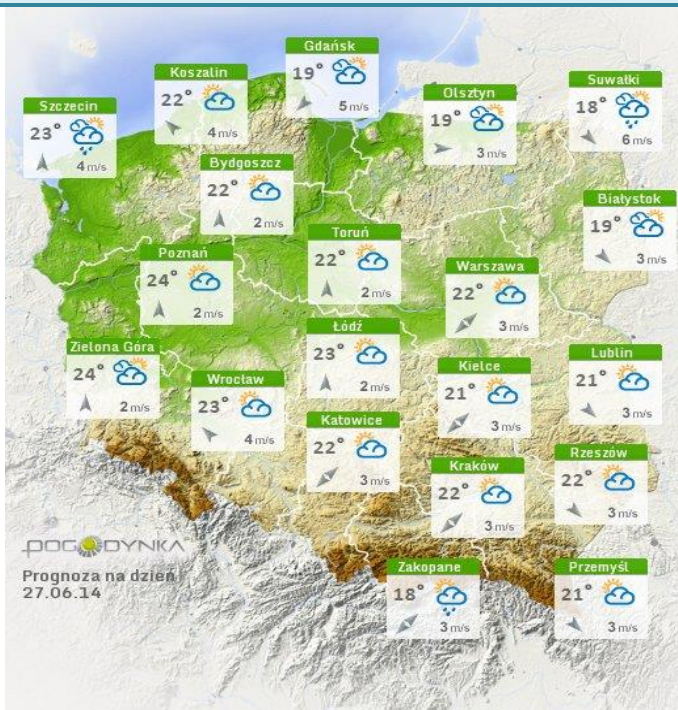 Gdańsk
19°
5 m/s
Koszalin
22°
4 m/s
Suwałki
18°
6 m/s
Olsztyn
19°
3 m/s
Szczecin
23°
4 m/s
Bydgoszcz
22°
2 m/s
Białystok
19°
3 m/s
Toruń
22°
2 m/s
Poznań
24°
2 m/s
Warszawa
22°
3 m/s
Łódź
23°
2 m/s
Zielona Góra
24°
2 m/s
Lublin
21°
3 m/s
Kielce
21°
3 m/s
Wrocław
23°
4 m/s
Katowice
22°
3 m/s
Rzeszów
22°
3 m/s
Kraków
22°
3 m/s
POGODYNKA
Prognoza na dzień
27.06.14
Zakopane
18°
3 m/s
Przemyśl
21°
3 m/s